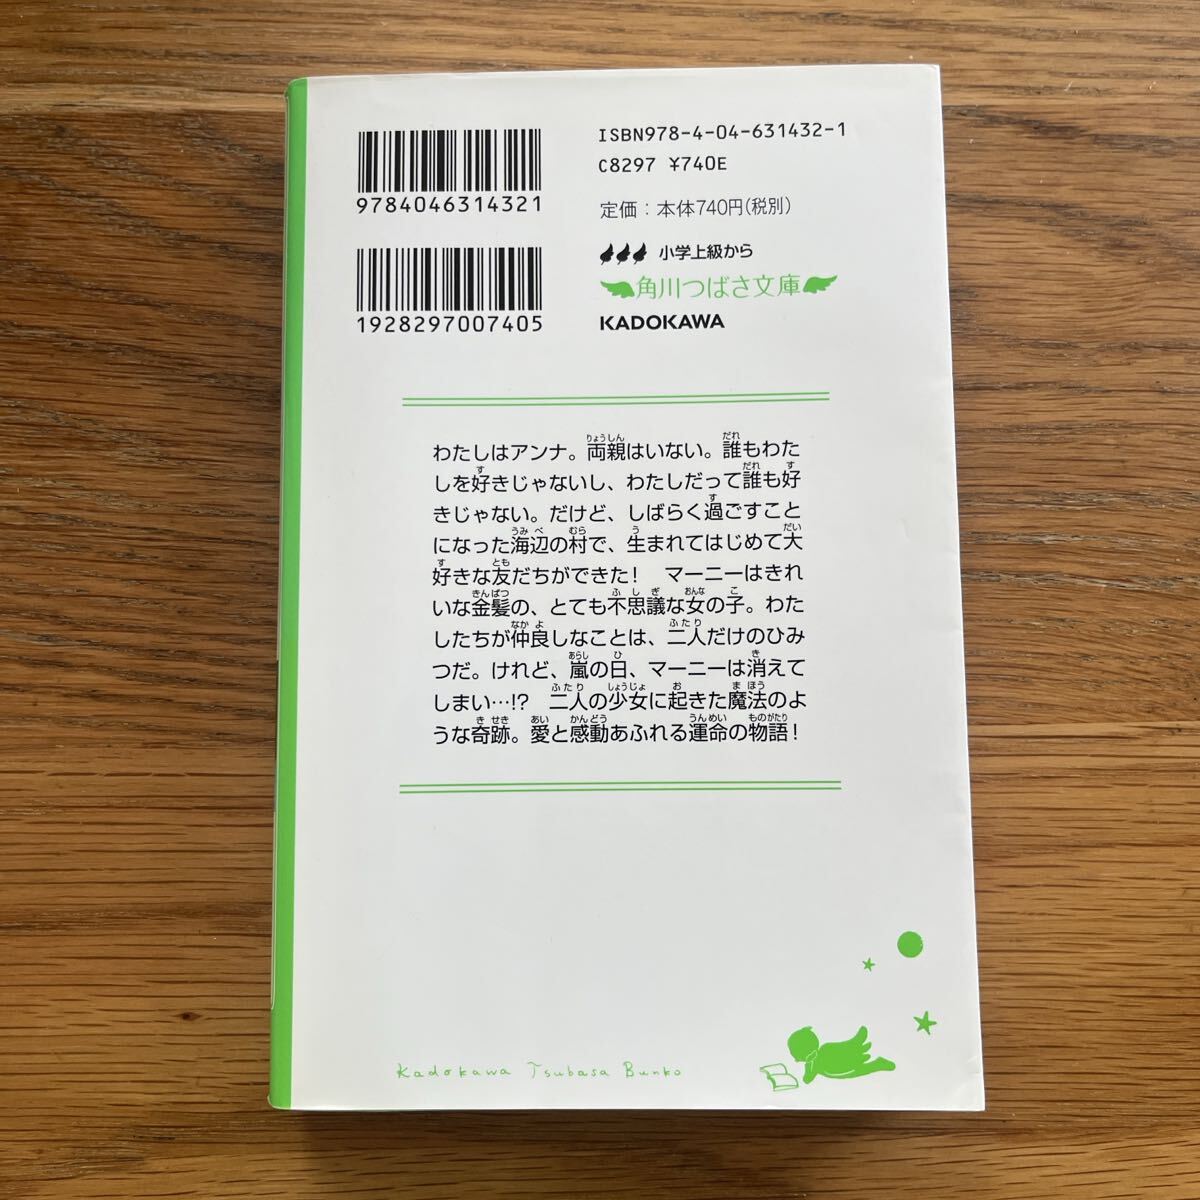 9784046314321
1928297007405
ISBN978-4-04-631432-1
C8297 ¥740E
定価：本体740円(税別)
小学上級から
角川つばさ文庫
KADOKAWA
わたしはアンナ。両親はいない。誰もわた
しを好きじゃないし、わたしだって誰も好
きじゃない。だけど、しばらく過ごすこと
になった海辺の村で、生まれてはじめて大
好きな友だちができた！　マーニーはきれ
いな金髪の、とても不思議な女の子。わた
したちが仲良しなことは、二人だけのひみ
つだ。けれど、嵐の日、マーニーは消えて
しまい…!?　二人の少女に起きた魔法のよ
うな奇跡。愛と感動あふれる運命の物語！
Kadokawa Tsubasa Bunko